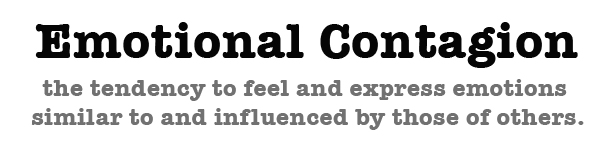 Emotional Contagion
the tendency to feel and express emotions
similar to and influenced by those of others.